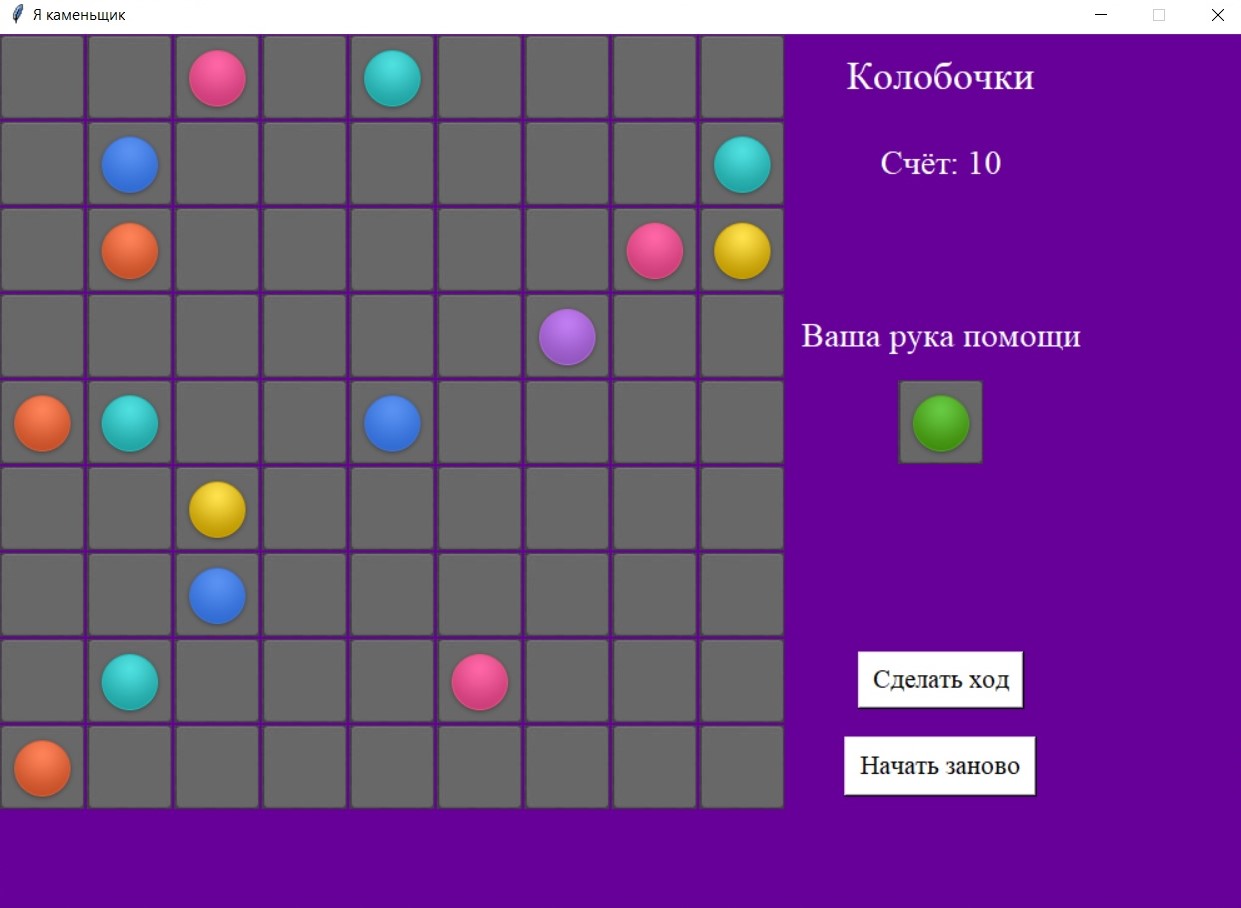 Я каменьщик
Колобочки
Счёт: 10
Ваша рука помощи
Сделать ход
Начать заново